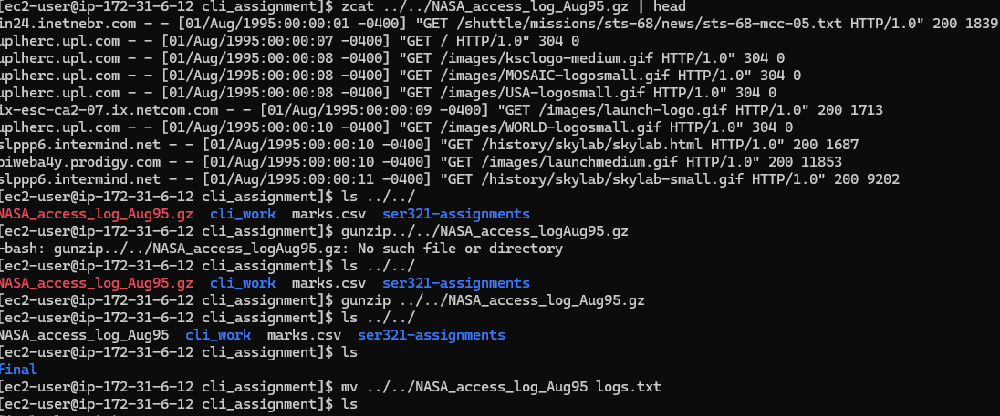 [ec2-user@ip-172-31-6-12 cli_assignment]$ zcat ../../NASA_access_log_Aug95.gz | head
in24.inetnebr.com - - [01/Aug/1995:00:00:01 -0400] "GET /shuttle/missions/sts-68/news/sts-68-mcc-05.txt HTTP/1.0" 200 1839
uplherc.upl.com - - [01/Aug/1995:00:00:07 -0400] "GET / HTTP/1.0" 304 0
uplherc.upl.com - - [01/Aug/1995:00:00:08 -0400] "GET /images/ksclogo-medium.gif HTTP/1.0" 304 0
uplherc.upl.com - - [01/Aug/1995:00:00:08 -0400] "GET /images/MOSAIC-logosmall.gif HTTP/1.0" 304 0
uplherc.upl.com - - [01/Aug/1995:00:00:08 -0400] "GET /images/USA-logosmall.gif HTTP/1.0" 304 0
ix-esc-ca2-07.ix.netcom.com - - [01/Aug/1995:00:00:09 -0400] "GET /images/launch-logo.gif HTTP/1.0" 200 1713
uplherc.upl.com - - [01/Aug/1995:00:00:10 -0400] "GET /images/WORLD-logosmall.gif HTTP/1.0" 304 0
slppp6.intermind.net - - [01/Aug/1995:00:00:10 -0400] "GET /history/skylab/skylab.html HTTP/1.0" 200 1687
piweba4y.prodigy.com - - [01/Aug/1995:00:00:10 -0400] "GET /images/launchmedium.gif HTTP/1.0" 200 11853
slppp6.intermind.net - - [01/Aug/1995:00:00:11 -0400] "GET /history/skylab/skylab-small.gif HTTP/1.0" 200 9202
[ec2-user@ip-172-31-6-12 cli_assignment]$ ls ../../
NASA_access_log_Aug95.gz cli_work marks.csv ser321-assignments
[ec2-user@ip-172-31-6-12 cli_assignment]$ gunzip../../NASA_access_logAug95.gz
-bash: gunzip../../NASA_access_logAug95.gz: No such file or directory
[ec2-user@ip-172-31-6-12 cli_assignment]$ ls ../../
NASA_access_log_Aug95.gz cli_work marks.csv ser321-assignments
[ec2-user@ip-172-31-6-12 cli_assignment]$ gunzip ../../NASA_access_log_Aug95.gz
[ec2-user@ip-172-31-6-12 cli_assignment]$ ls ../../
NASA_access_log_Aug95 cli_work marks.csv ser321-assignments
[ec2-user@ip-172-31-6-12 cli_assignment]$ ls
final
[ec2-user@ip-172-31-6-12 cli_assignment]$ mv ../../NASA_access_log_Aug95 logs.txt
[ec2-user@ip-172-31-6-12 cli_assignment]$ ls